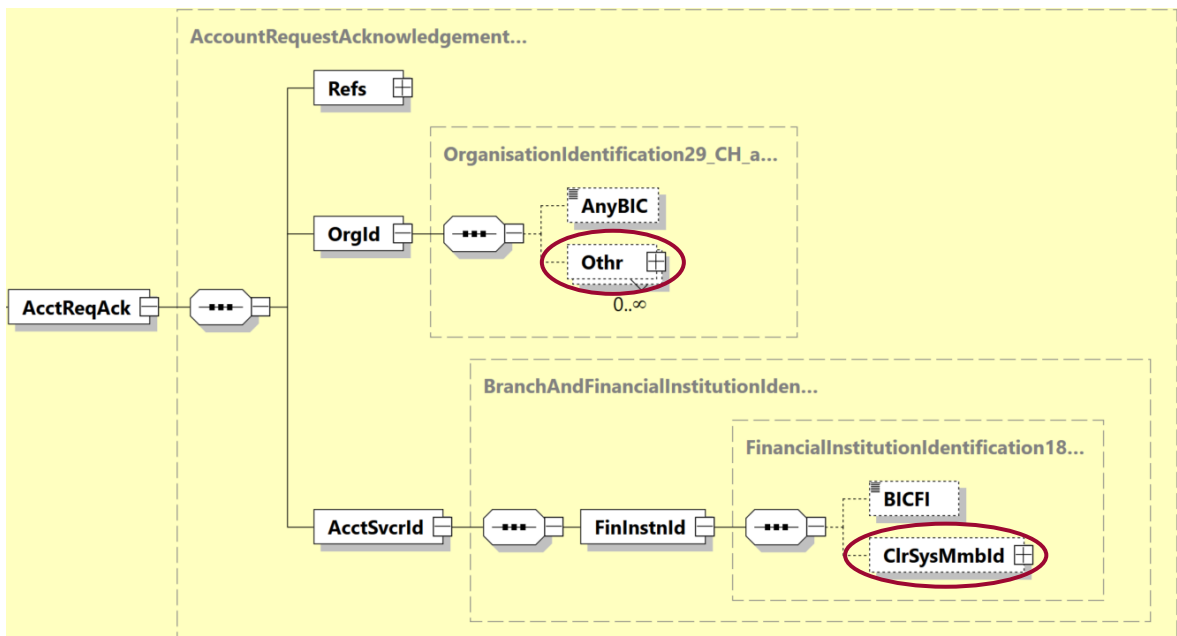 AccountRequestAcknowledgement...
Refs
OrganisationIdentification29_CH_a...
AnyBIC
OrgId
Othr
0..∞
AcctReqAck
BranchAndFinancialInstitutionIden...
FinancialInstitutionIdentification18...
BICFI
AcctSvcrId
FinInstnId
ClrSysMmbId